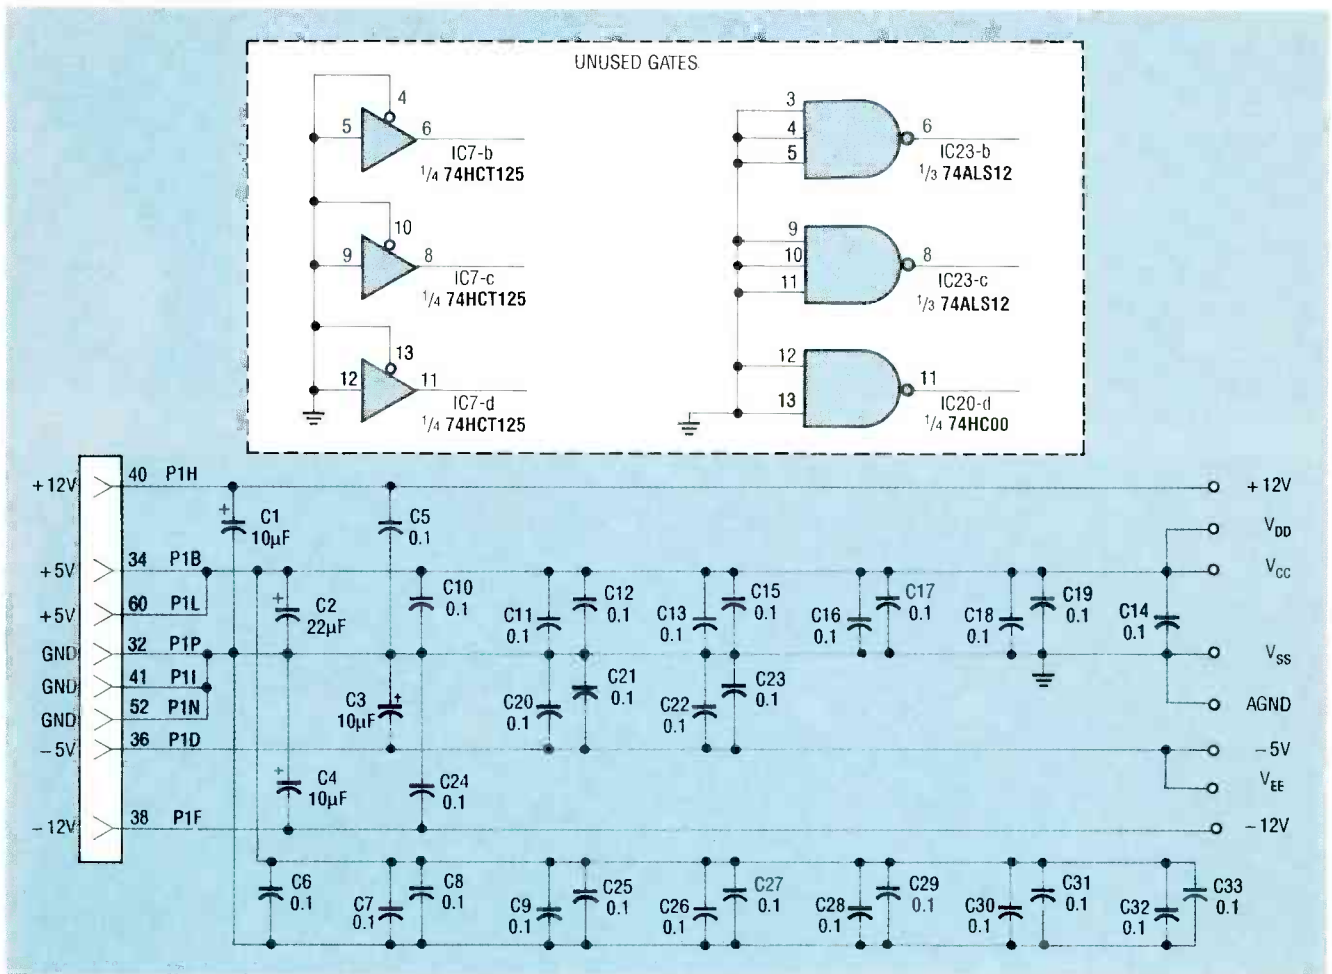 UNUSED GATES
4
5
6
IC7-b
1/4 74HCT125
10
9
8
IC7-c
1/4 74HCT125
13
12
11
IC7-d
1/4 74HCT125
3
4
5
6
IC23-b
1/3 74ALS12
9
10
11
8
IC23-c
1/3 74ALS12
12
13
11
IC20-d
1/4 74HC00
+12V 40 P1H
+5V 34 P1B
+5V 60 P1L
GND 32 P1P
GND 41 P1I
GND 52 P1N
-5V 36 P1D
-12V 38 P1F
+
C1
10µF
C5
0.1
+
C2
22µF
C10
0.1
C11
0.1
C12
0.1
C13
0.1
C15
0.1
C16
0.1
C17
0.1
C18
0.1
C19
0.1
C14
0.1
C3
10µF
+
C20
0.1
C21
0.1
C22
0.1
C23
0.1
+
C4
10µF
C24
0.1
+12V
VDD
VCC
VSS
AGND
-5V
VEE
-12V
C6
0.1
C7
0.1
C8
0.1
C9
0.1
C25
0.1
C26
0.1
C27
0.1
C28
0.1
C29
0.1
C30
0.1
C31
0.1
C32
0.1
C33
0.1